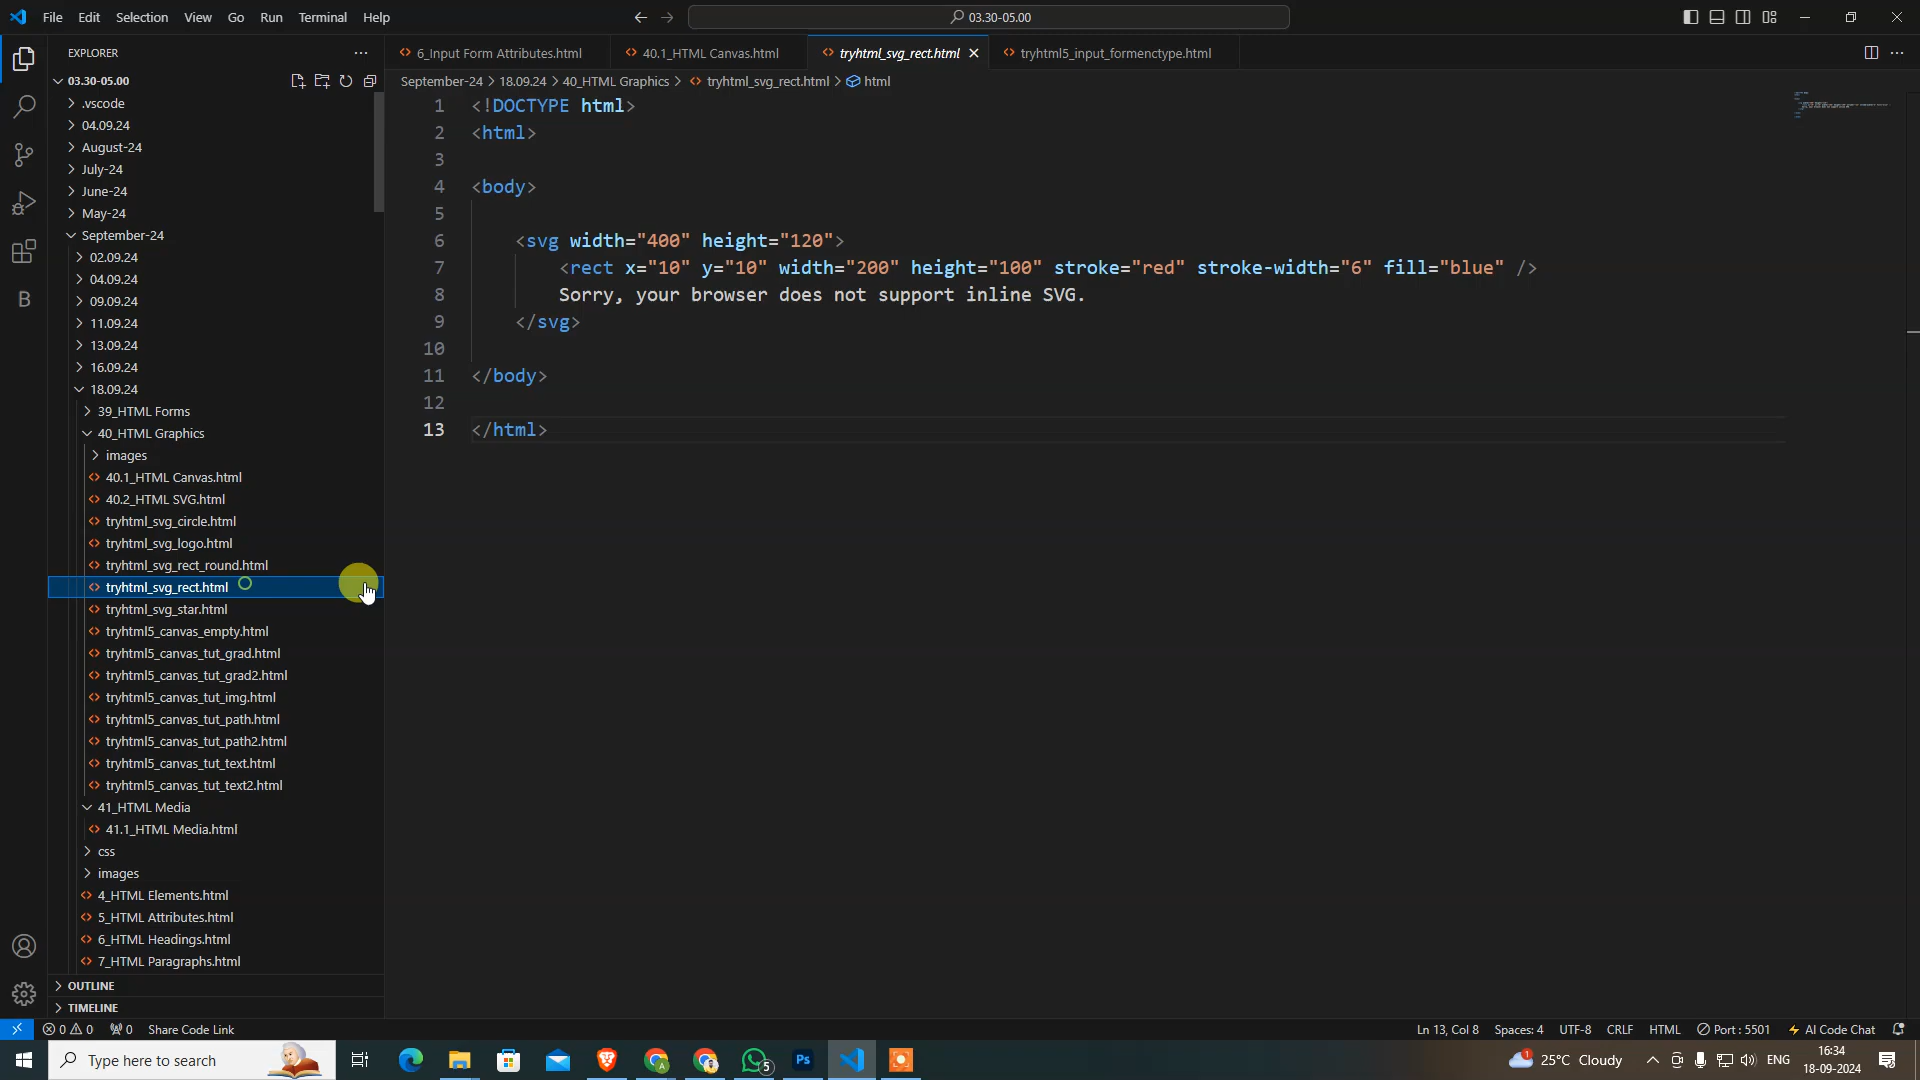 File Edit Selection View Go Run Terminal Help
03.30-05.00
EXPLORER
03.30-05.00
.vscode
04.09.24
August-24
July-24
June-24
May-24
September-24
02.09.24
04.09.24
09.09.24
11.09.24
13.09.24
16.09.24
18.09.24
39_HTML Forms
40_HTML Graphics
images
40.1_HTML Canvas.html
40.2_HTML SVG.html
tryhtml_svg_circle.html
tryhtml_svg_logo.html
tryhtml_svg_rect_round.html
tryhtml_svg_rect.html
tryhtml_svg_star.html
tryhtml5_canvas_empty.html
tryhtml5_canvas_tut_grad.html
tryhtml5_canvas_tut_grad2.html
tryhtml5_canvas_tut_img.html
tryhtml5_canvas_tut_path.html
tryhtml5_canvas_tut_path2.html
tryhtml5_canvas_tut_text.html
tryhtml5_canvas_tut_text2.html
41_HTML Media
41.1_HTML Media.html
css
images
4_HTML Elements.html
5_HTML Attributes.html
6_HTML Headings.html
7_HTML Paragraphs.html
OUTLINE
TIMELINE
6_Input Form Attributes.html 40.1_HTML Canvas.html tryhtml_svg_rect.html tryhtml5_input_formenctype.html
September-24 > 18.09.24 > 40_HTML Graphics > tryhtml_svg_rect.html > html
1 <!DOCTYPE html>
2 <html>
3
4 <body>
5
6 <svg width="400" height="120">
7 <rect x="10" y="10" width="200" height="100" stroke="red" stroke-width="6" fill="blue" />
8 Sorry, your browser does not support inline SVG.
9 </svg>
10
11 </body>
12
13 </html>
0 0 0 Share Code Link Ln 13, Col 8 Spaces: 4 UTF-8 CRLF HTML Port : 5501 AI Code Chat
Type here to search 5 Ps 1 25°C Cloudy ENG 16:34
18-09-2024